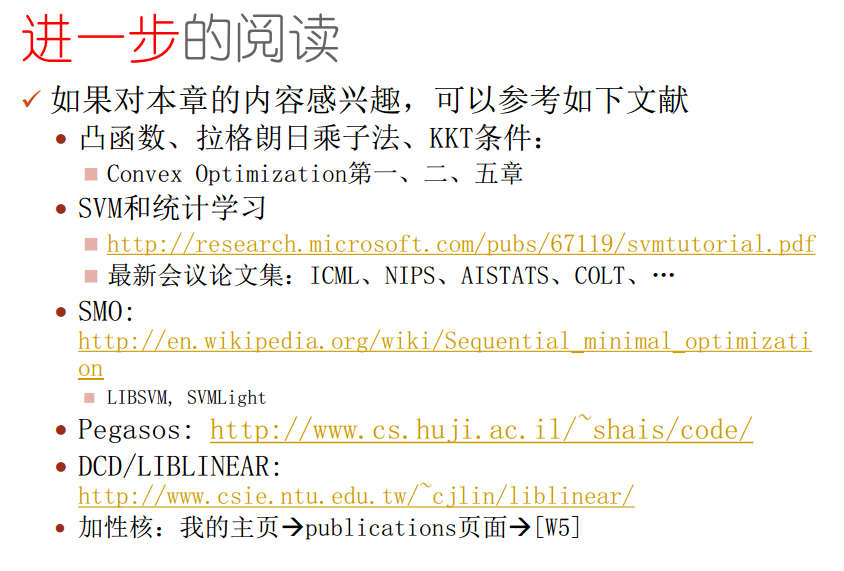 进一步的阅读
✓ 如果对本章的内容感兴趣，可以参考如下文献
• 凸函数、拉格朗日乘子法、KKT条件：
■ Convex Optimization第一、二、五章
• SVM和统计学习
■ http://research.microsoft.com/pubs/67119/svmtutorial.pdf
■ 最新会议论文集：ICML、NIPS、AISTATS、COLT、…
• SMO:
http://en.wikipedia.org/wiki/Sequential_minimal_optimizati
on
■ LIBSVM, SVMLight
• Pegasos: http://www.cs.huji.ac.il/~shais/code/
• DCD/LIBLINEAR:
http://www.csie.ntu.edu.tw/~cjlin/liblinear/
• 加性核：我的主页→publications页面→[W5]